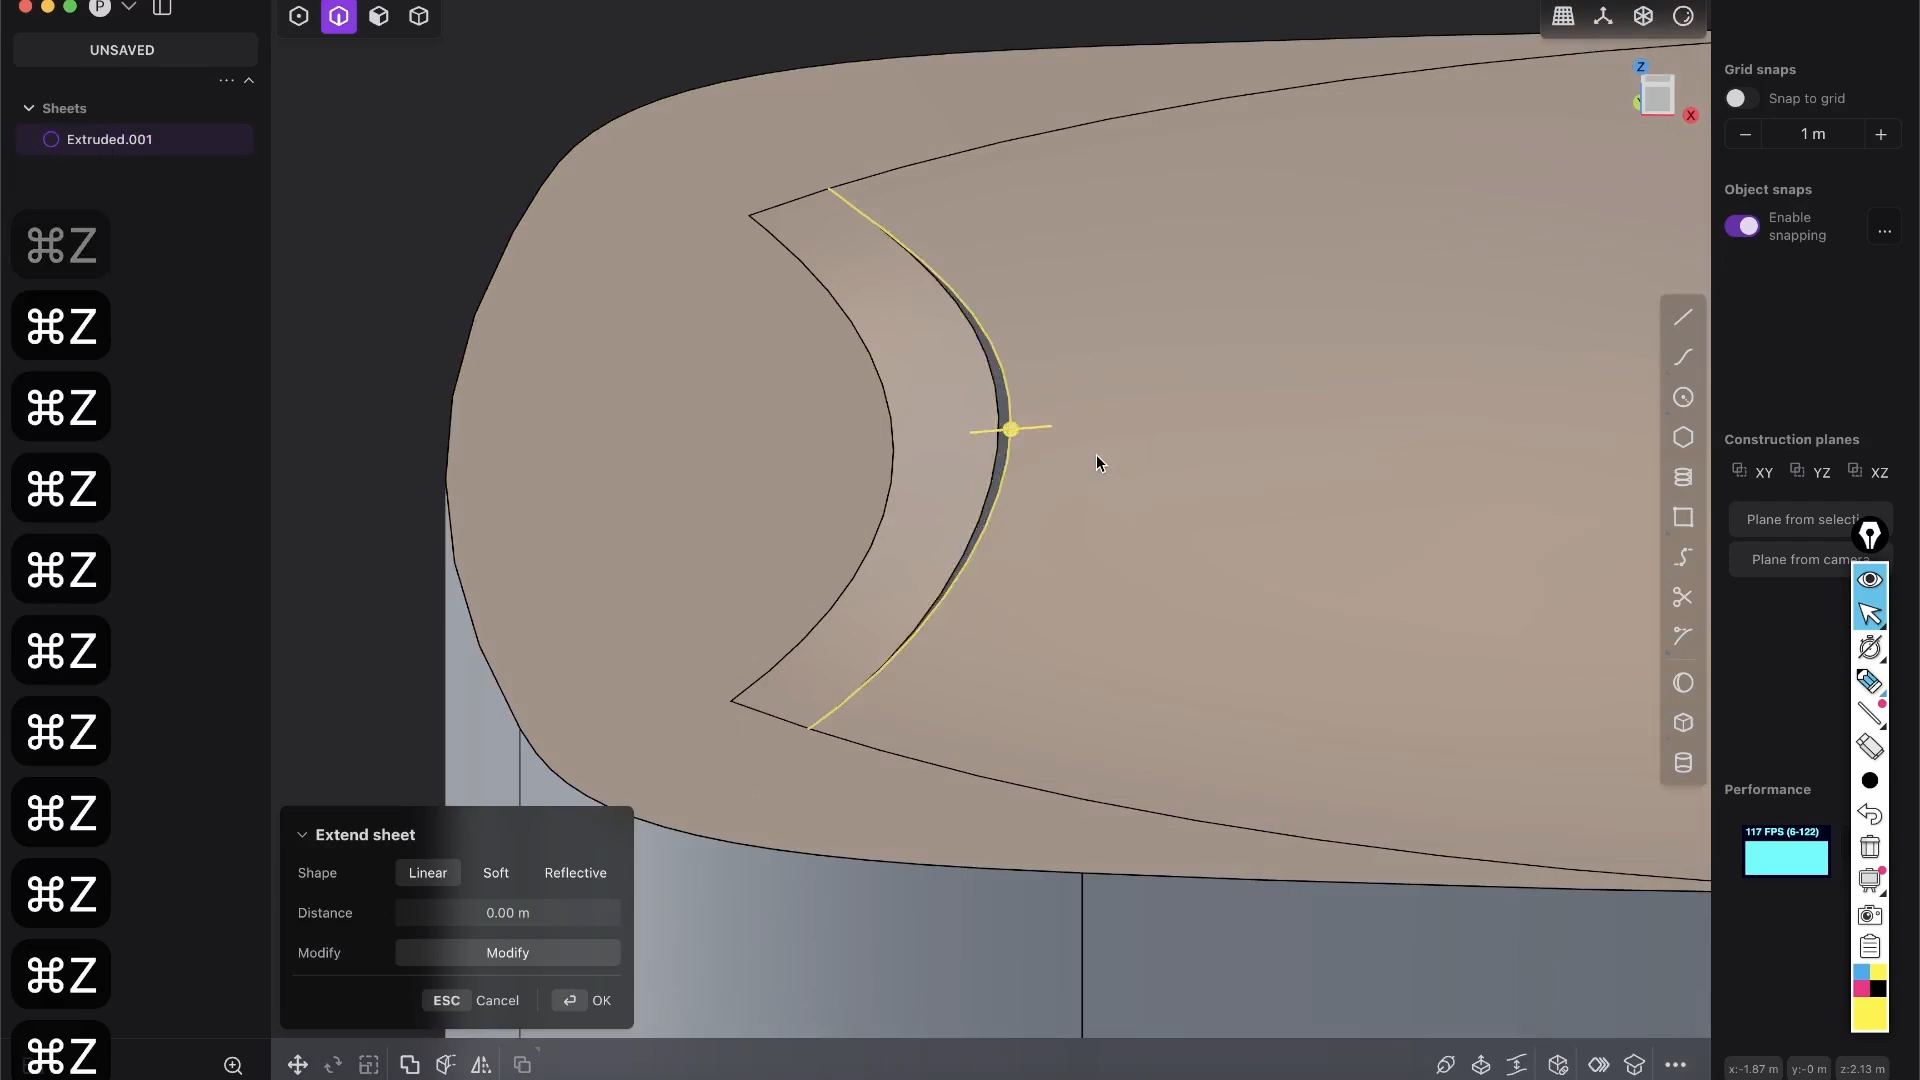 P
UNSAVED
...
Sheets
Extruded.001
⌘Z
⌘Z
⌘Z
⌘Z
⌘Z
⌘Z
⌘Z
⌘Z
⌘Z
⌘Z
⌘Z
Z
X
Extend sheet
Shape
Linear
Soft
Reflective
Distance
0.00 m
Modify
Modify
ESC
Cancel
OK
Grid snaps
Snap to grid
1 m
Object snaps
Enable
snapping
...
Construction planes
XY
YZ
XZ
Plane from selecti
Plane from camera
Performance
117 FPS (6-122)
x:-1.87 m
y:-0 m
z:2.13 m